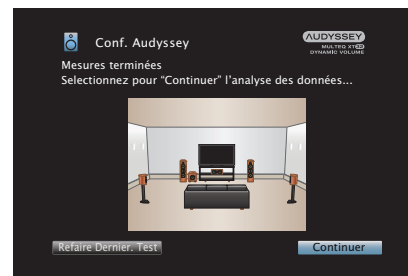 Conf. Audyssey
AUDYSSEY
MULTEQ XT32
DYNAMIC VOLUME
Mesures terminées
Selectionnez pour “Continuer” l’analyse des données...
Refaire Dernier. Test
Continuer